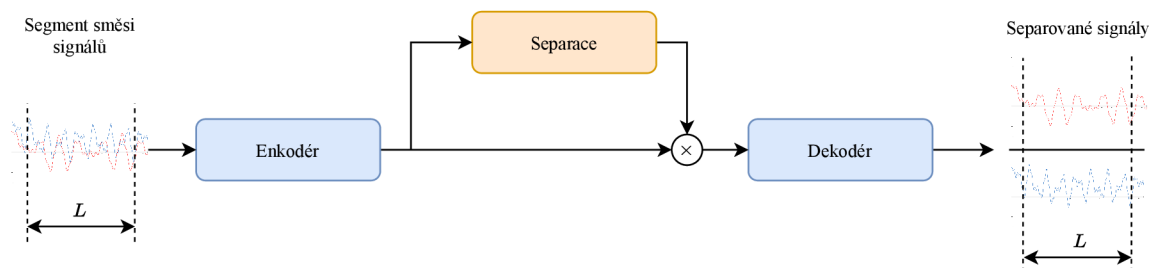 Segment směsi
signálů
L
Enkodér
Separace
×
Dekodér
Separované signály
L